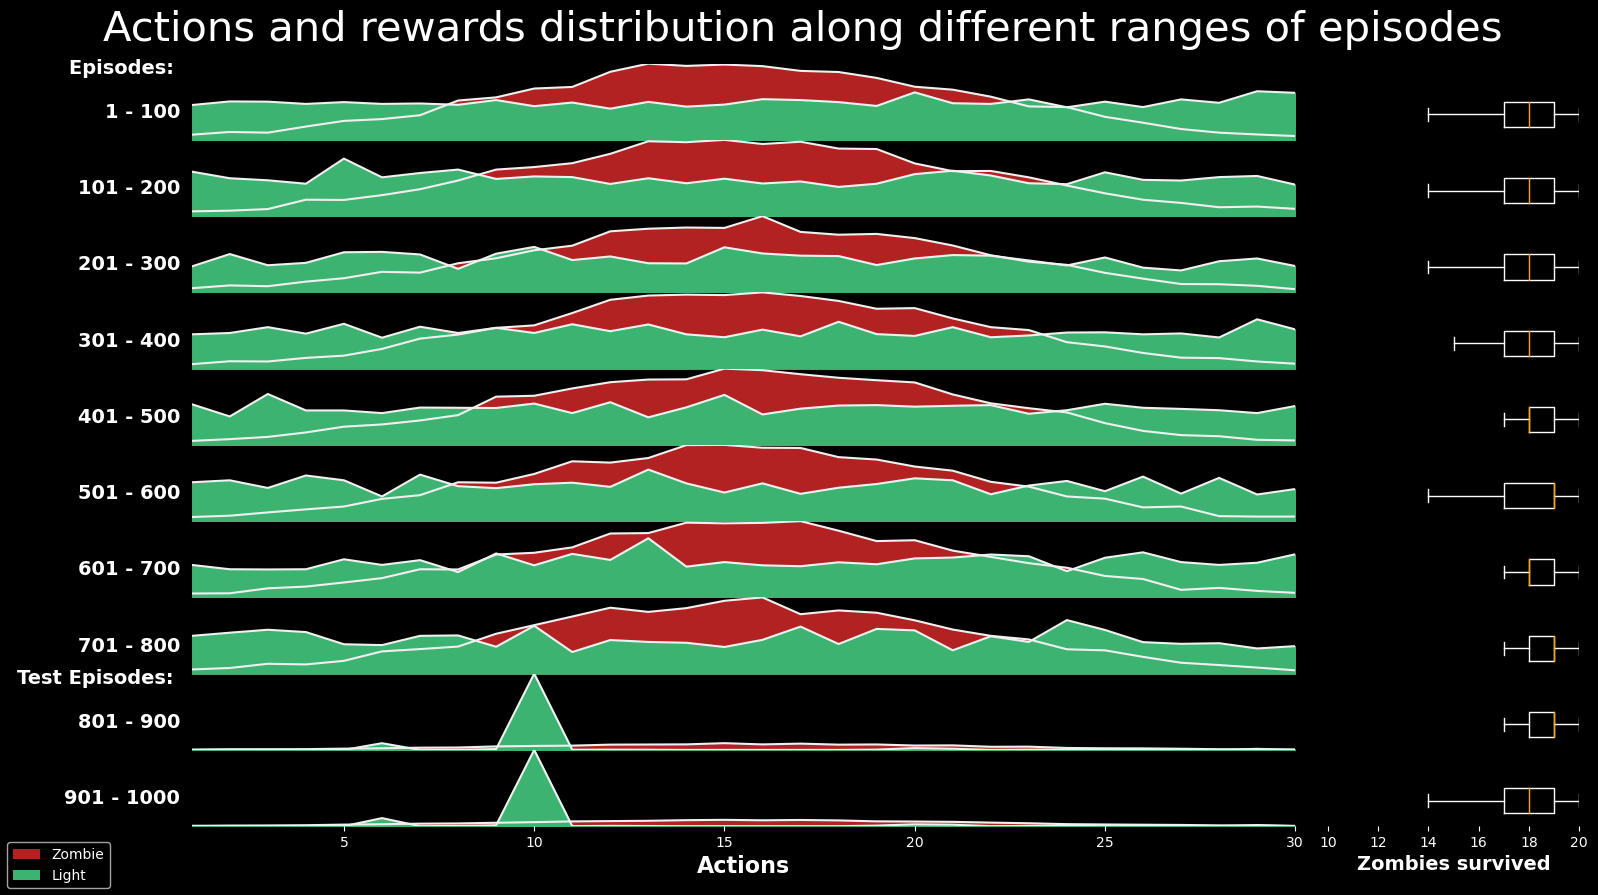 Actions and rewards distribution along different ranges of episodes
Episodes:
1 - 100
101 - 200
201 - 300
301 - 400
401 - 500
501 - 600
601 - 700
701 - 800
Test Episodes:
801 - 900
901 - 1000
5 10 15 20 25 30 10 12 14 16 18 20
Actions
Zombies survived
Zombie
Light